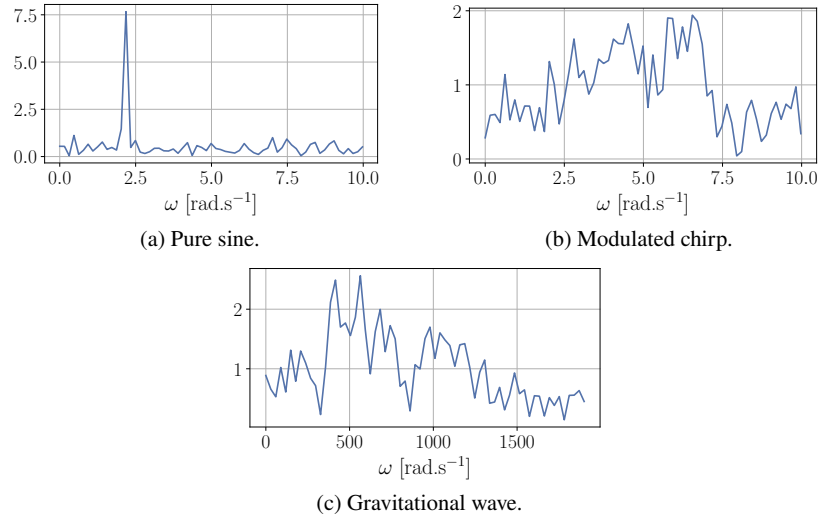 7.5
5.0
2.5
0.0
0.0 2.5 5.0 7.5 10.0
ω [rad.s⁻¹]
(a) Pure sine.
2
1
0
0.0 2.5 5.0 7.5 10.0
ω [rad.s⁻¹]
(b) Modulated chirp.
2
1
0 500 1000 1500
ω [rad.s⁻¹]
(c) Gravitational wave.